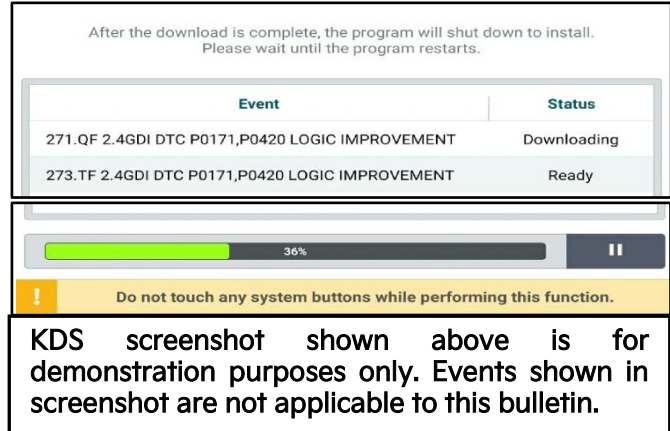 After the download is complete, the program will shut down to install.
Please wait until the program restarts.
Event Status
271.QF 2.4GDI DTC P0171,P0420 LOGIC IMPROVEMENT Downloading
273.TF 2.4GDI DTC P0171,P0420 LOGIC IMPROVEMENT Ready
36%
! Do not touch any system buttons while performing this function.
KDS screenshot shown above is for
demonstration purposes only. Events shown in
screenshot are not applicable to this bulletin.